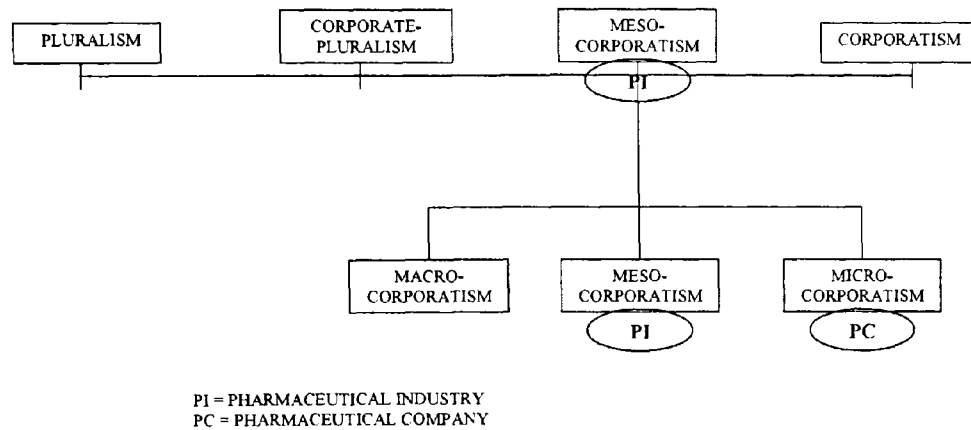 PLURALISM
CORPORATE-
PLURALISM
MESO-
CORPORATISM
CORPORATISM
PI
MACRO-
CORPORATISM
MESO-
CORPORATISM
MICRO-
CORPORATISM
PI
PC
PI = PHARMACEUTICAL INDUSTRY
PC = PHARMACEUTICAL COMPANY